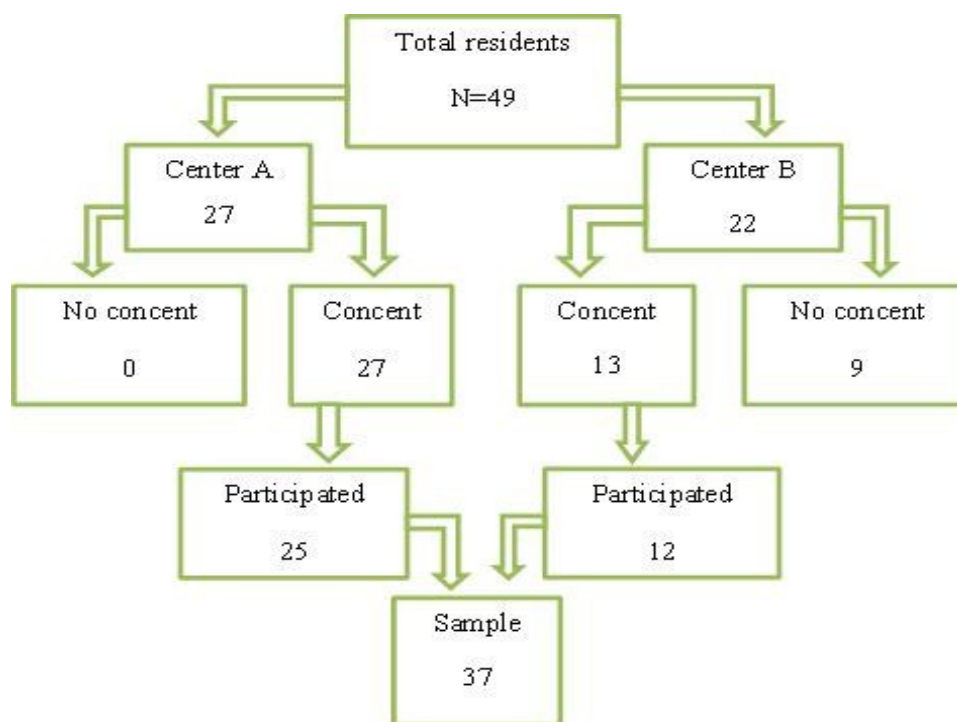 Total residents
N=49
Center A
27
Center B
22
No concent
0
Concent
27
Concent
13
No concent
9
Participated
25
Participated
12
Sample
37